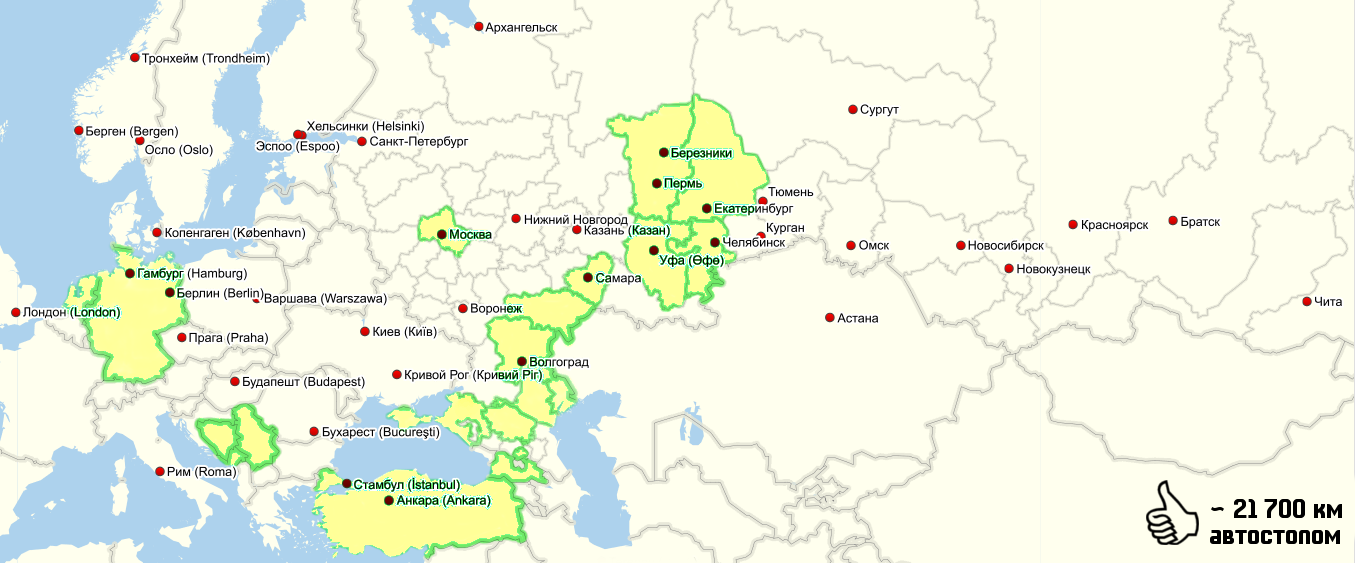 Архангельск
Тронхейм (Trondheim)
Сургут
Берген (Bergen)
Хельсинки (Helsinki)
Осло (Oslo)
Эспоо (Espoo)
Санкт-Петербург
Березники
Пермь
Тюмень
Екатеринбург
Нижний Новгород
Казань (Казан)
Курган
Красноярск
Братск
Копенгаген (København)
Москва
Челябинск
Омск
Новосибирск
Уфа (Өфө)
Новокузнецк
Гамбург (Hamburg)
Самара
Берлин (Berlin)
Варшава (Warszawa)
Чита
Лондон (London)
Воронеж
Астана
Прага (Praha)
Киев (Київ)
Волгоград
Кривой Рог (Кривий Ріг)
Будапешт (Budapest)
Бухарест (Bucureşti)
Рим (Roma)
Стамбул (İstanbul)
Анкара (Ankara)
~ 21 700 км
автостопом